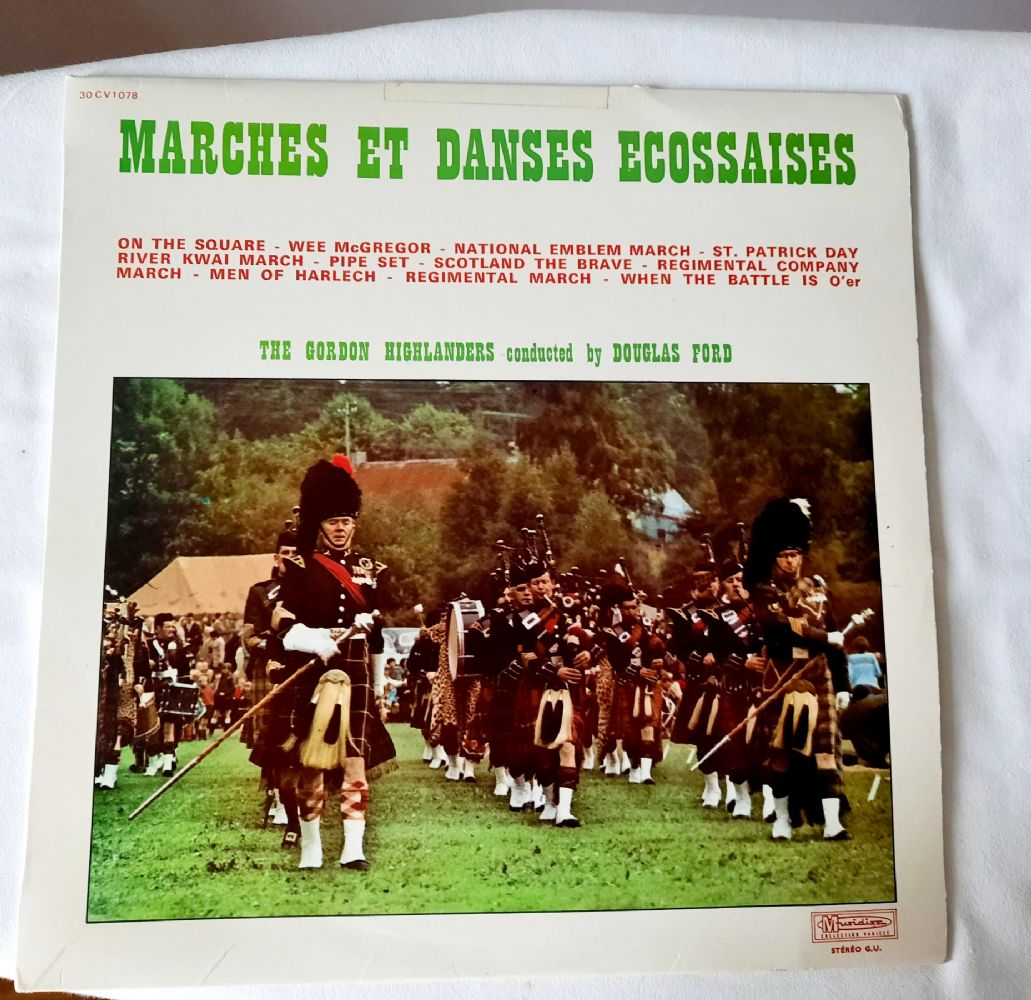 30 CV1078
MARCHES ET DANSES ECOSSAISES
ON THE SQUARE - WEE McGREGOR - NATIONAL EMBLEM MARCH - ST. PATRICK DAY
RIVER KWAI MARCH - PIPE SET - SCOTLAND THE BRAVE - REGIMENTAL COMPANY
MARCH - MEN OF HARLECH - REGIMENTAL MARCH - WHEN THE BATTLE IS O'er
THE GORDON HIGHLANDERS conducted by DOUGLAS FORD
Musidisc
COLLECTION
STÉRÉO G.U.